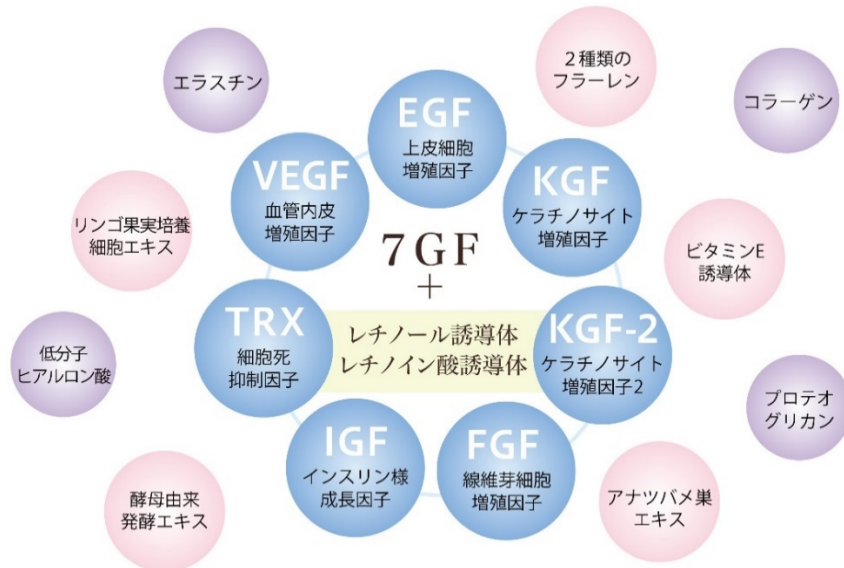 エラスチン
2種類の
フラーレン
コラーゲン
EGF
上皮細胞
増殖因子
VEGF
血管内皮
増殖因子
KGF
ケラチノサイト
増殖因子
リンゴ果実培養
細胞エキス
ビタミンE
誘導体
7GF
+
レチノール誘導体
レチノイン酸誘導体
TRX
細胞死
抑制因子
KGF-2
ケラチノサイト
増殖因子2
低分子
ヒアルロン酸
プロテオ
グリカン
IGF
インスリン様
成長因子
FGF
線維芽細胞
増殖因子
酵母由来
発酵エキス
アナツバメ巣
エキス